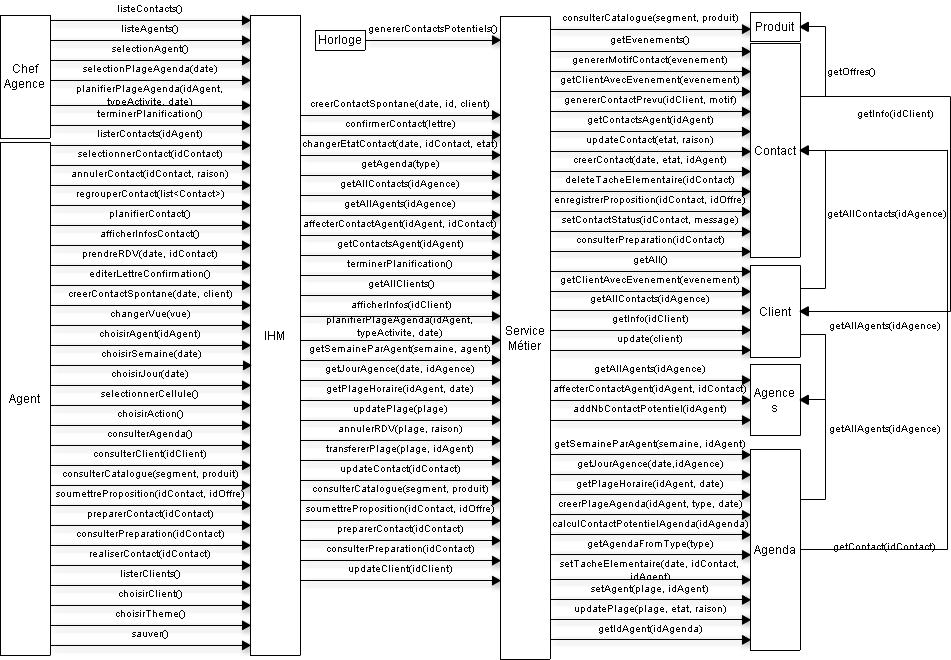 Chef
Agence
listeContacts()
listeAgents()
selectionAgent()
selectionPlageAgenda(date)
planifierPlageAgenda(idAgent,
typeActivite, date)
terminerPlanification()
listerContacts(idAgent)
Agent
selectionnerContact(idContact)
annulerContact(idContact, raison)
regrouperContact(list<Contact>)
planifierContact()
afficherInfosContact()
prendreRDV(date, idContact)
editerLettreConfirmation()
creerContactSpontane(date, client)
changerVue(vue)
choisirAgent(idAgent)
choisirSemaine(date)
choisirJour(date)
selectionnerCellule()
choisirAction()
consulterAgenda()
consulterClient(idClient)
consulterCatalogue(segment, produit)
soumettreProposition(idContact, idOffre)
preparerContact(idContact)
consulterPreparation(idContact)
realiserContact(idContact)
listerClients()
choisirClient()
choisirTheme()
sauver()
IHM
Horloge
genererContactsPotentiels()
creerContactSpontane(date, id, client)
confirmerContact(lettre)
changerEtatContact(date, idContact, etat)
getAgenda(type)
getAllContacts(idAgence)
getAllAgents(idAgence)
affecterContactAgent(idAgent, idContact)
getContactsAgent(idAgent)
terminerPlanification()
getAllClients()
afficherInfos(idClient)
planifierPlageAgenda(idAgent,
typeActivite, date)
getSemaineParAgent(semaine, agent)
getJourAgence(date, idAgence)
getPlageHoraire(idAgent, date)
updatePlage(plage)
annulerRDV(plage, raison)
transfererPlage(plage, idAgent)
updateContact(idContact)
consulterCatalogue(segment, produit)
soumettreProposition(idContact, idOffre)
preparerContact(idContact)
consulterPreparation(idContact)
updateClient(idClient)
Service
Métier
consulterCatalogue(segment, produit)
getEvenements()
genererMotifContact(evenement)
getClientAvecEvenement(evenement)
genererContactPrevu(idClient, motif)
getContactsAgent(idAgent)
updateContact(etat, raison)
creerContact(date, etat, idAgent)
deleteTacheElementaire(idContact)
enregistrerProposition(idContact, idOffre)
setContactStatus(idContact, message)
consulterPreparation(idContact)
getAll()
getClientAvecEvenement(evenement)
getAllContacts(idAgence)
getInfo(idClient)
update(client)
getAllAgents(idAgence)
affecterContactAgent(idAgent, idContact)
addNbContactPotentiel(idAgent)
getSemaineParAgent(semaine, idAgent)
getJourAgence(date,idAgence)
getPlageHoraire(idAgent, date)
creerPlageAgenda(idAgent, type, date)
calculContactPotentielAgenda(idAgenda)
getAgendaFromType(type)
setTacheElementaire(date, idContact,
idAgent)
setAgent(plage, idAgent)
updatePlage(plage, etat, raison)
getIdAgent(idAgenda)
Produit
Contact
Client
Agence
s
Agenda
getOffres()
getInfo(idClient)
getAllContacts(idAgence)
getAllAgents(idAgence)
getAllAgents(idAgence)
getContact(idContact)